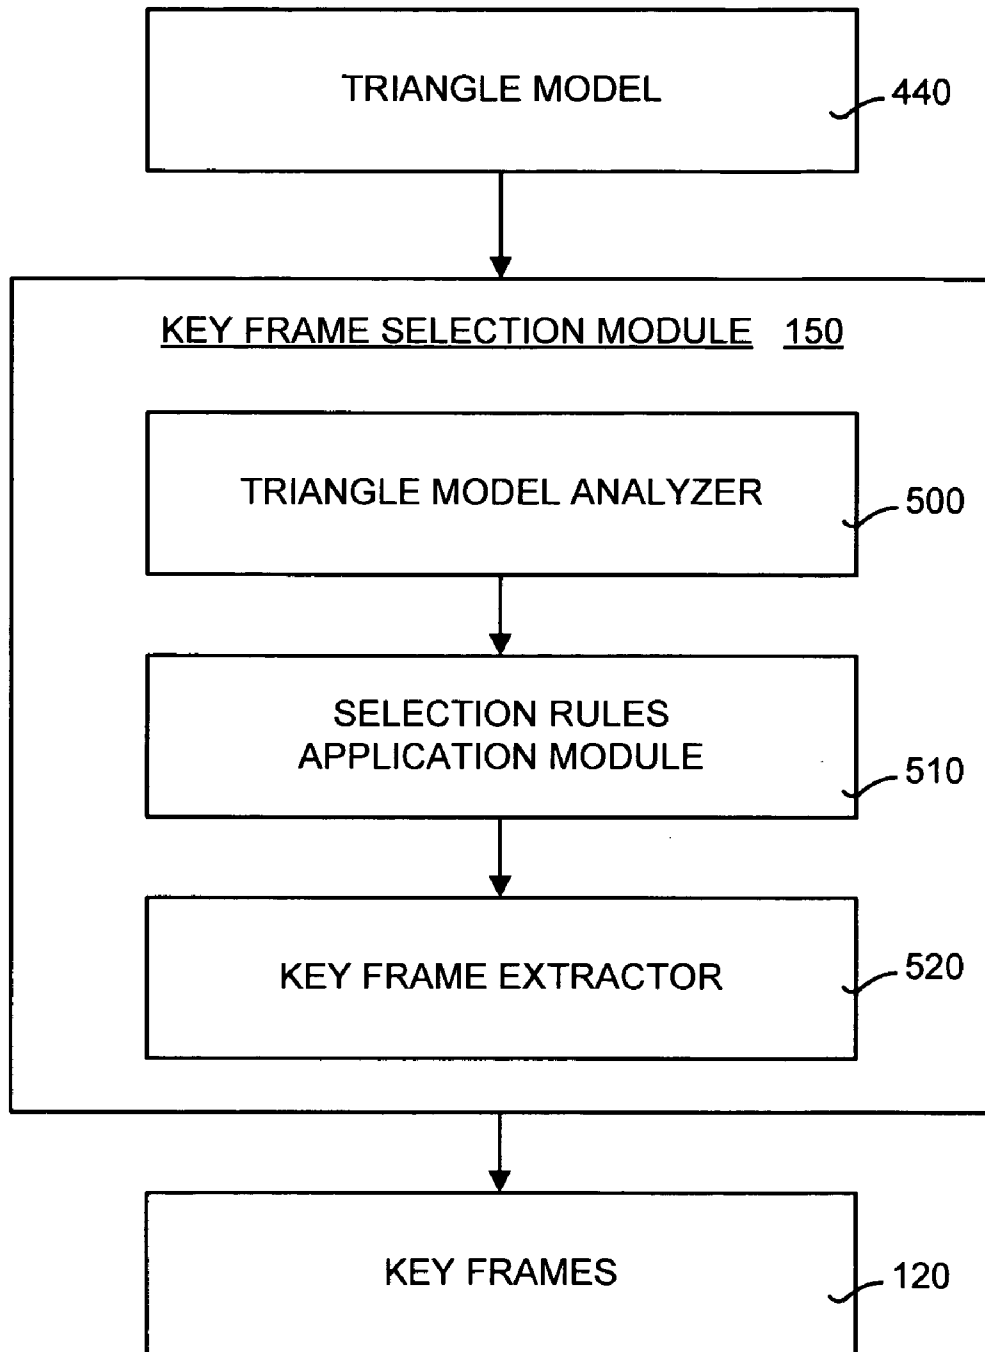 TRIANGLE MODEL
440
KEY FRAME SELECTION MODULE 150
TRIANGLE MODEL ANALYZER
500
SELECTION RULES
APPLICATION MODULE
510
KEY FRAME EXTRACTOR
520
KEY FRAMES
120